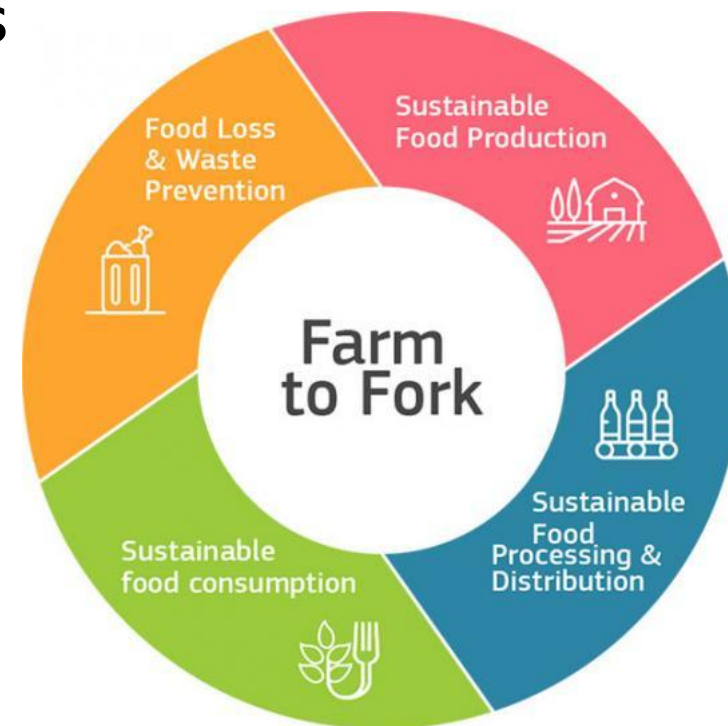 s
Food Loss
& Waste
Prevention
Sustainable
Food Production
Farm
to Fork
Sustainable
Food
Processing &
Distribution
Sustainable
food consumption